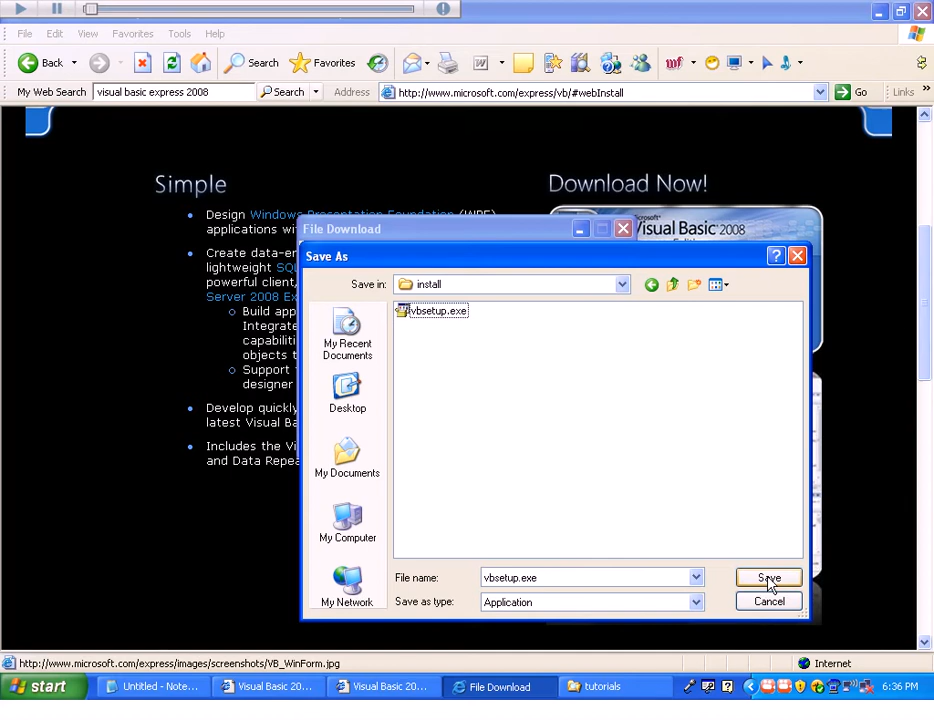 File Edit View Favorites Tools Help
Back Search Favorites
My Web Search visual basic express 2008 Search Address http://www.microsoft.com/express/vb/#webInstall Go Links »
Simple
Download Now!
Design Windows Presentation Foundation (WPF)
applications wi
Create data-en
lightweight SQL
powerful client,
Server 2008 Ex
Build app
Integrate
capabiliti
objects t
Support
designer
Develop quickly
latest Visual Ba
Includes the Vi
and Data Repea
Microsoft®
Visual Basic 2008
File Download
Save As
Save in: install
vbsetup.exe
My Recent
Documents
Desktop
My Documents
My Computer
My Network
File name: vbsetup.exe Save
Save as type: Application Cancel
http://www.microsoft.com/express/images/screenshots/VB_WinForm.jpg Internet
start Untitled - Note... Visual Basic 20... Visual Basic 20... File Download tutorials 6:36 PM